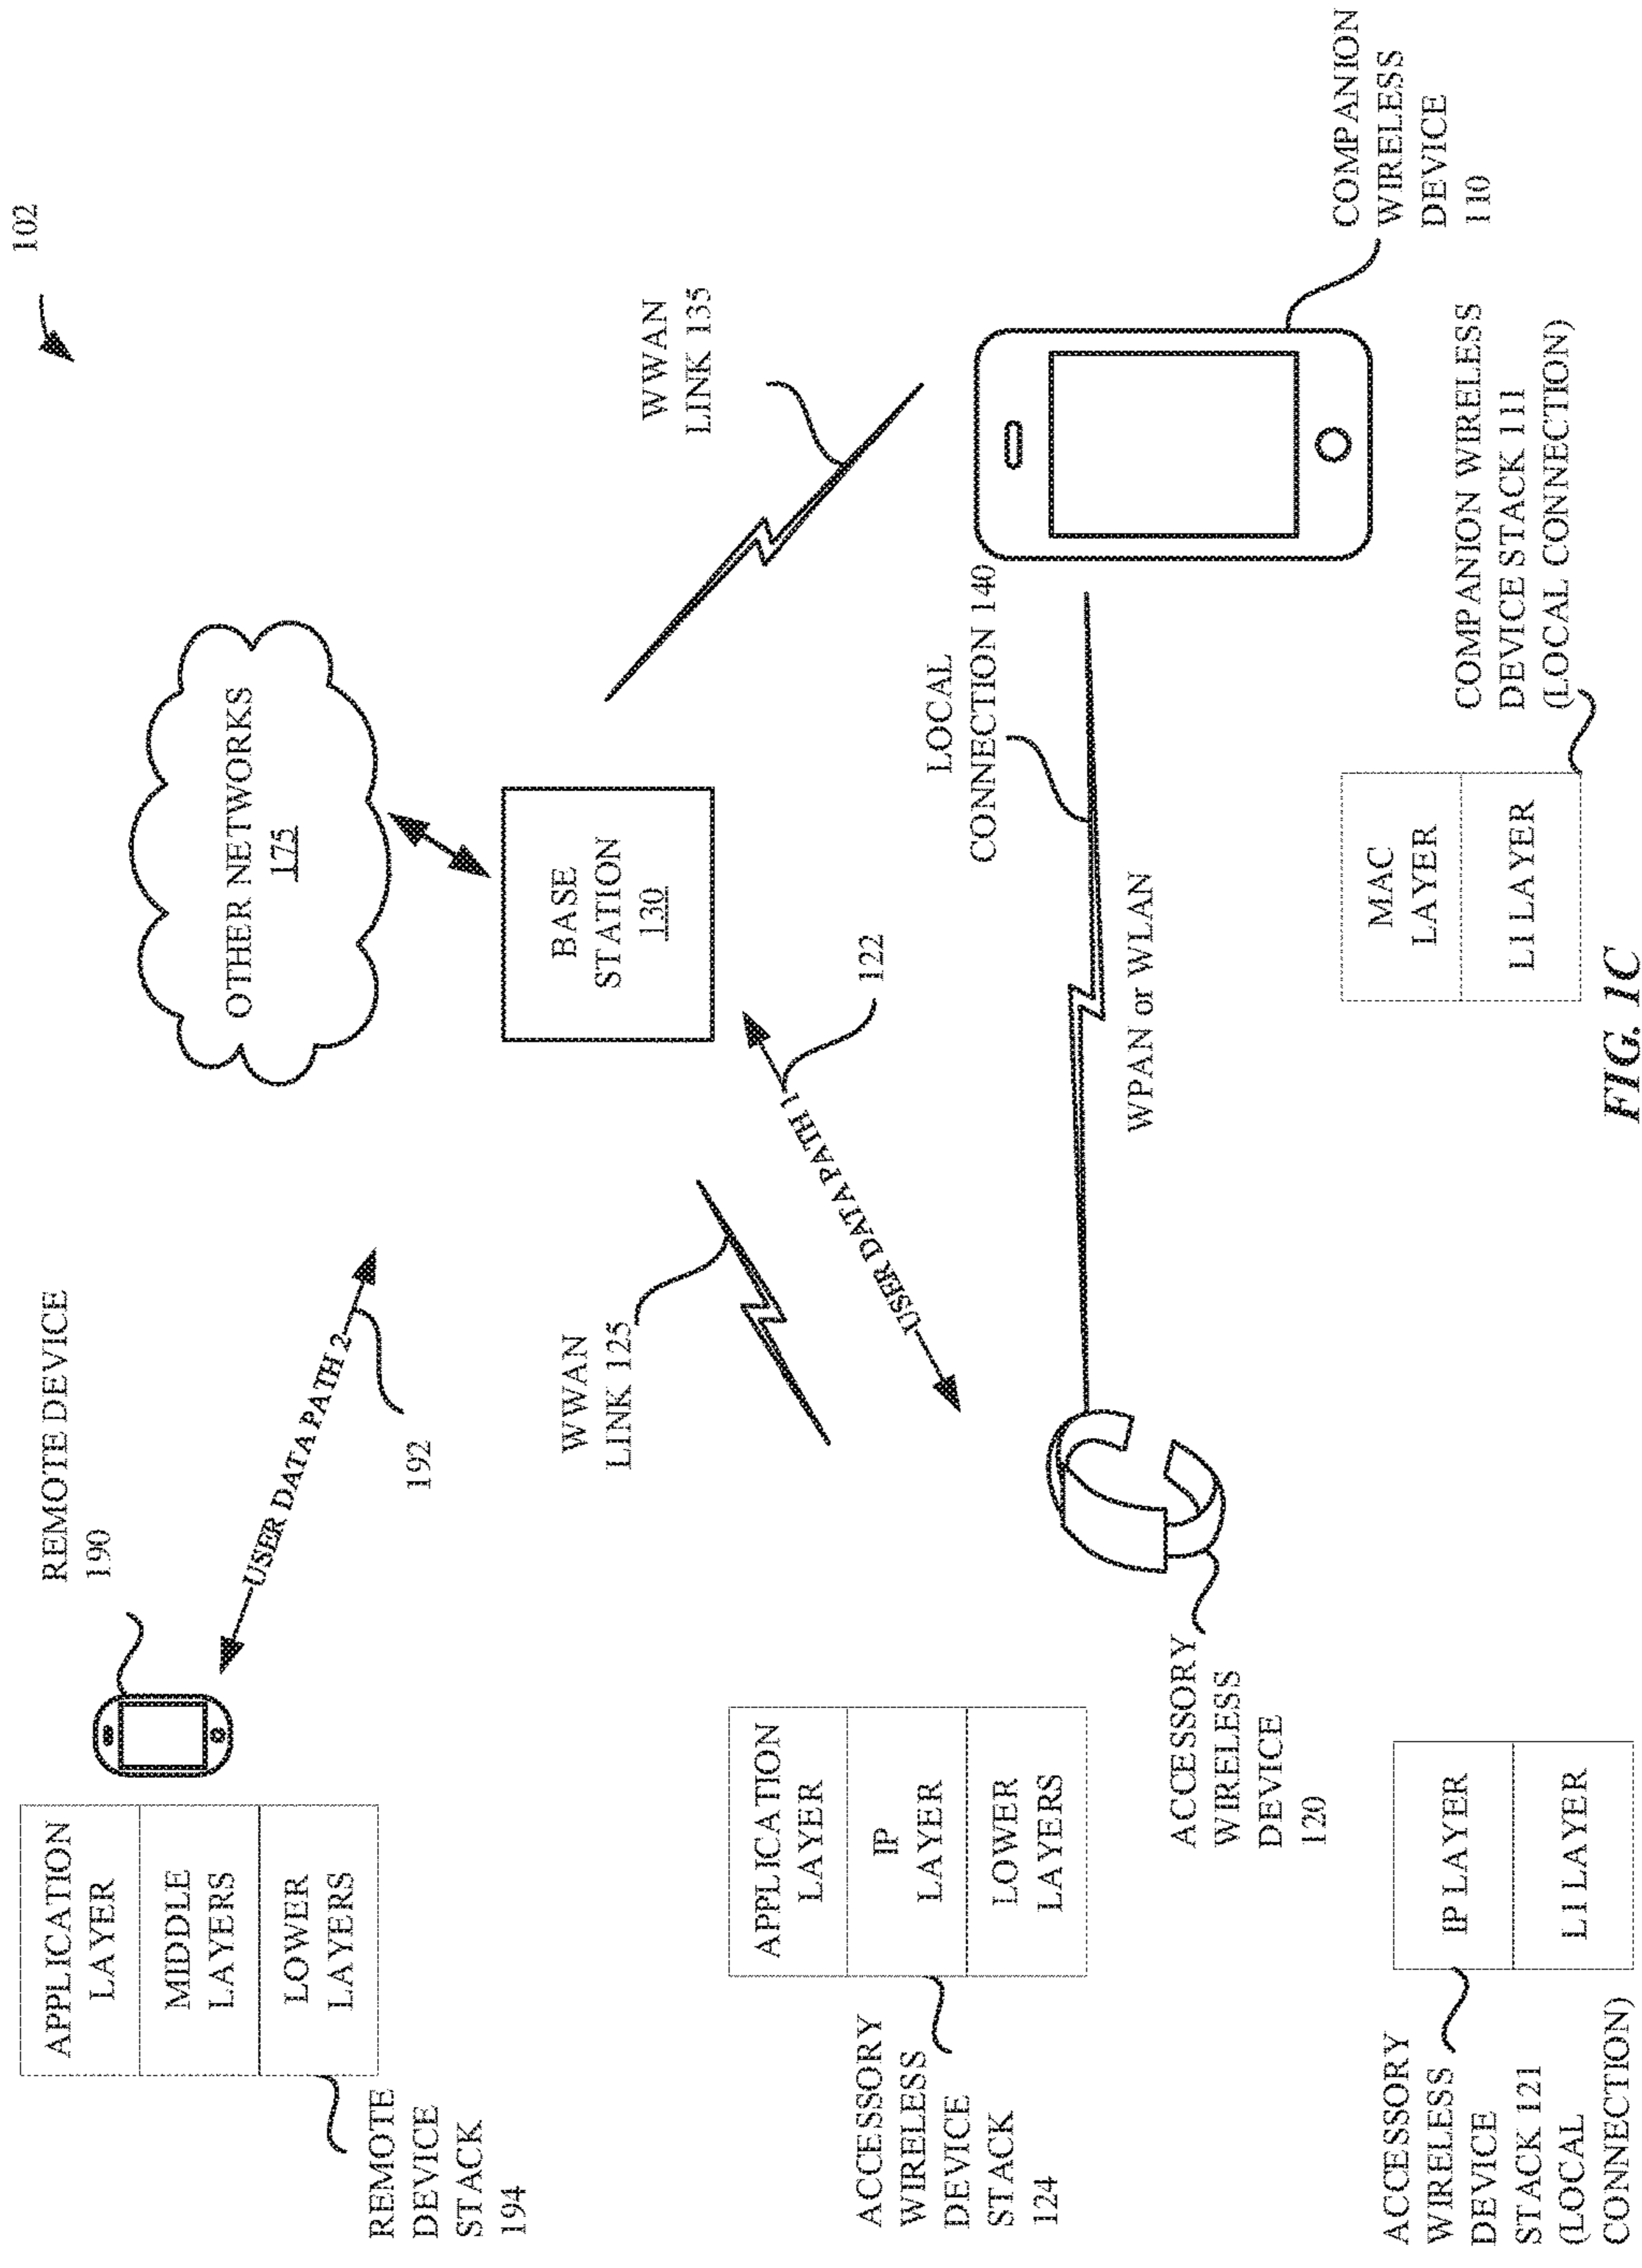 102
REMOTE DEVICE
190
APPLICATION
LAYER
MIDDLE
LAYERS
LOWER
LAYERS
REMOTE
DEVICE
STACK
194
USER DATA PATH 2
192
OTHER NETWORKS
175
BASE
STATION
130
WWAN
LINK 135
WWAN
LINK 125
USER DATA PATH 1
122
APPLICATION
LAYER
IP
LAYER
LOWER
LAYERS
ACCESSORY
WIRELESS
DEVICE
STACK
124
LOCAL
CONNECTION 140
WPAN or WLAN
ACCESSORY
WIRELESS
DEVICE
120
COMPANION
WIRELESS
DEVICE
110
IP LAYER
L1 LAYER
ACCESSORY
WIRELESS
DEVICE
STACK 121
(LOCAL
CONNECTION)
MAC
LAYER
L1 LAYER
COMPANION WIRELESS
DEVICE STACK 111
(LOCAL CONNECTION)
FIG. 1C